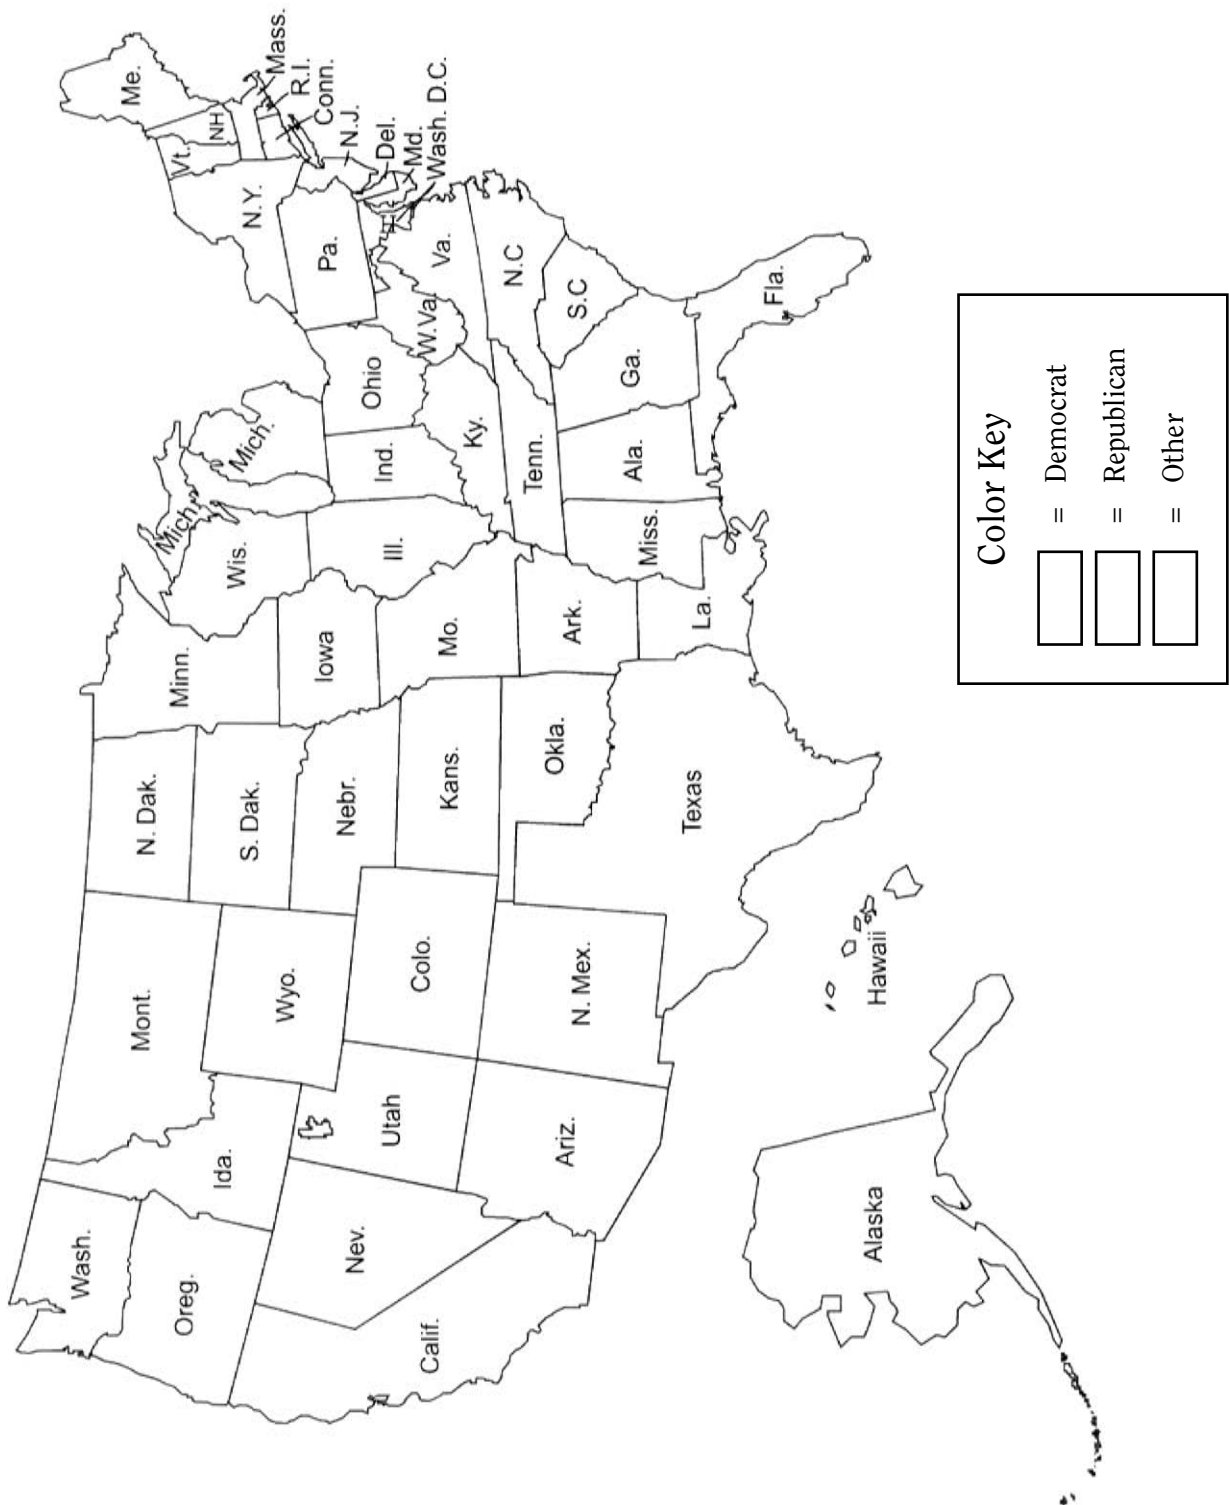 Wash.
Oreg.
Calif.
Nev.
Ida.
Mont.
Wyo.
Utah
Ariz.
Colo.
N. Mex.
N. Dak.
S. Dak.
Nebr.
Kans.
Okla.
Texas
Minn.
Iowa
Mo.
Ark.
La.
Wis.
Ill.
Mich.
Mich.
Ind.
Ohio
Ky.
Tenn.
Miss.
Ala.
Ga.
Fla.
S.C
N.C
Va.
W.Va.
Pa.
N.Y.
Vt.
NH
Me.
Mass.
R.I.
Conn.
N.J.
Del.
Md.
Wash. D.C.
Alaska
Hawaii
Color Key
= Democrat
= Republican
= Other